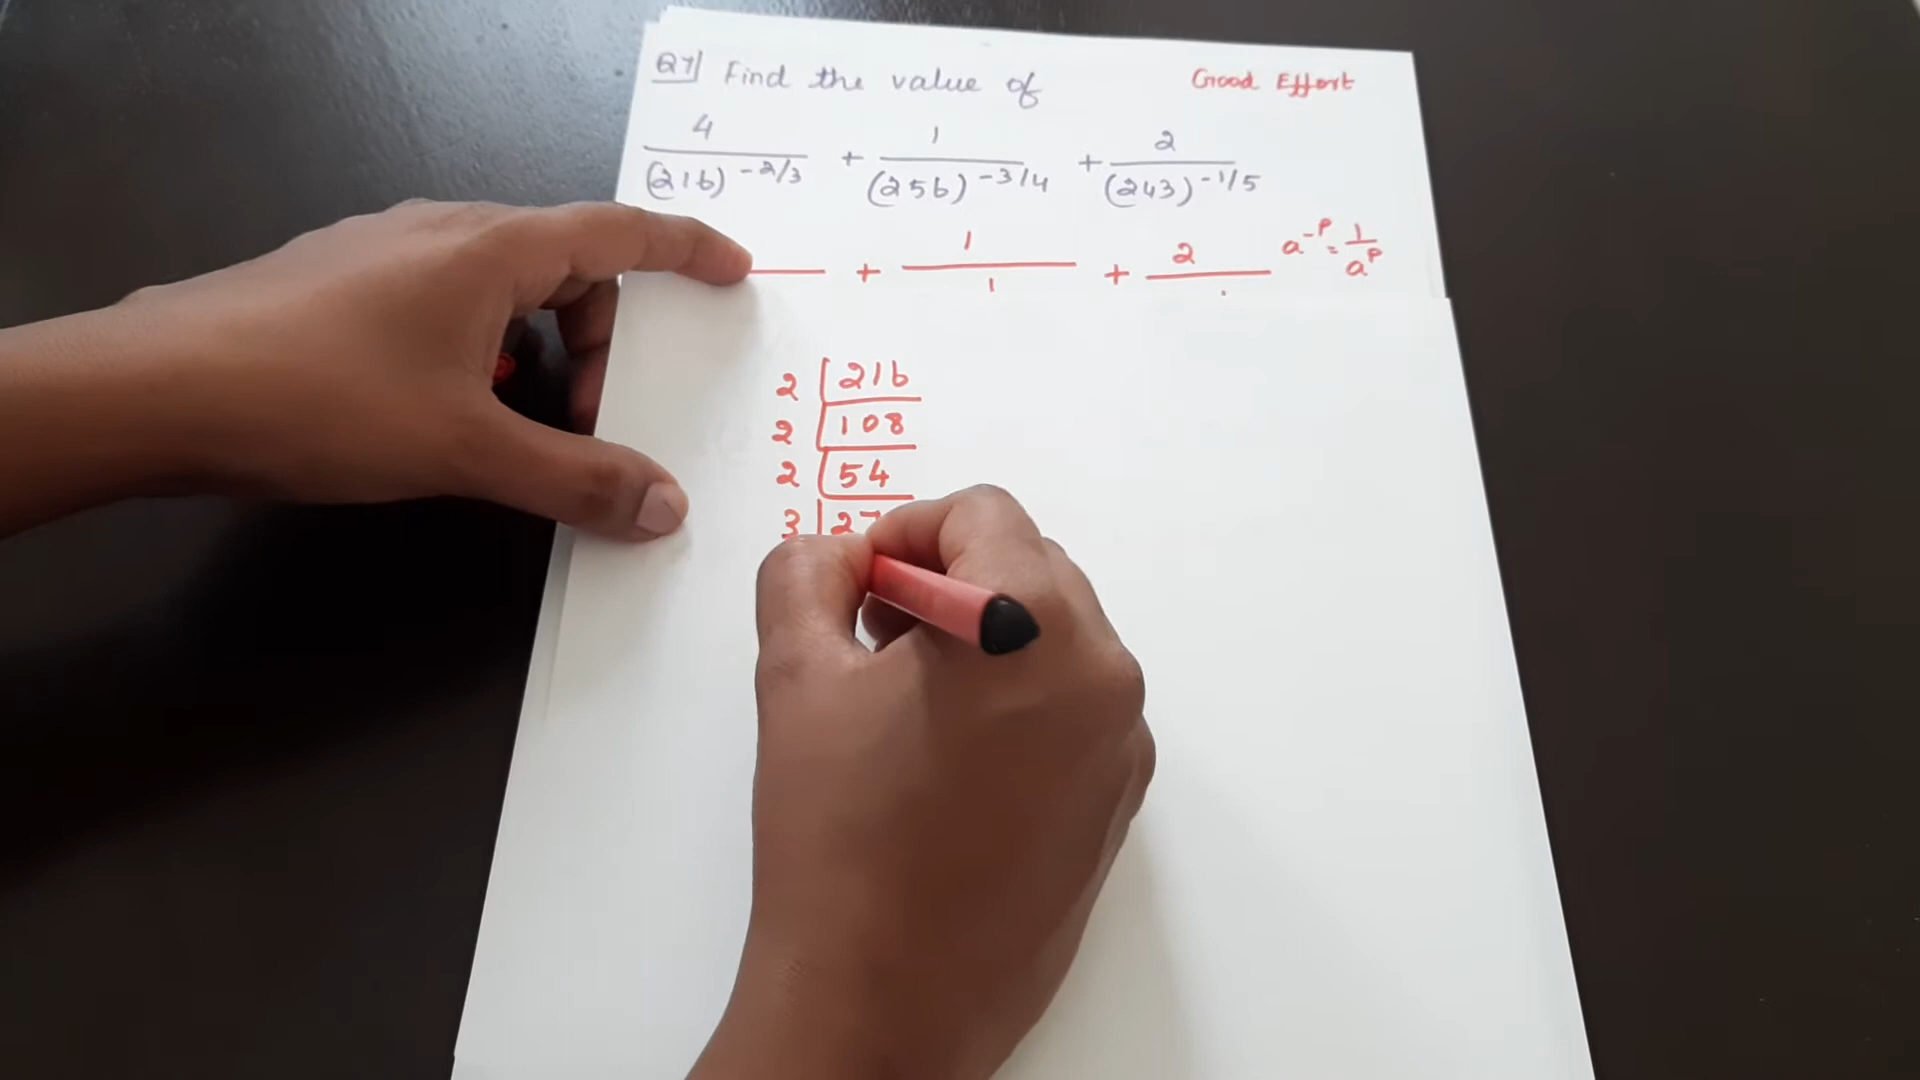 Q7| Find the value of
Good Effort
4/(216)^-2/3 + 1/(256)^-3/4 + 2/(243)^-1/5
+ 1/1 + 2/
a^-P = 1/a^P
2 | 216
2 | 108
2 | 54
3 | 27